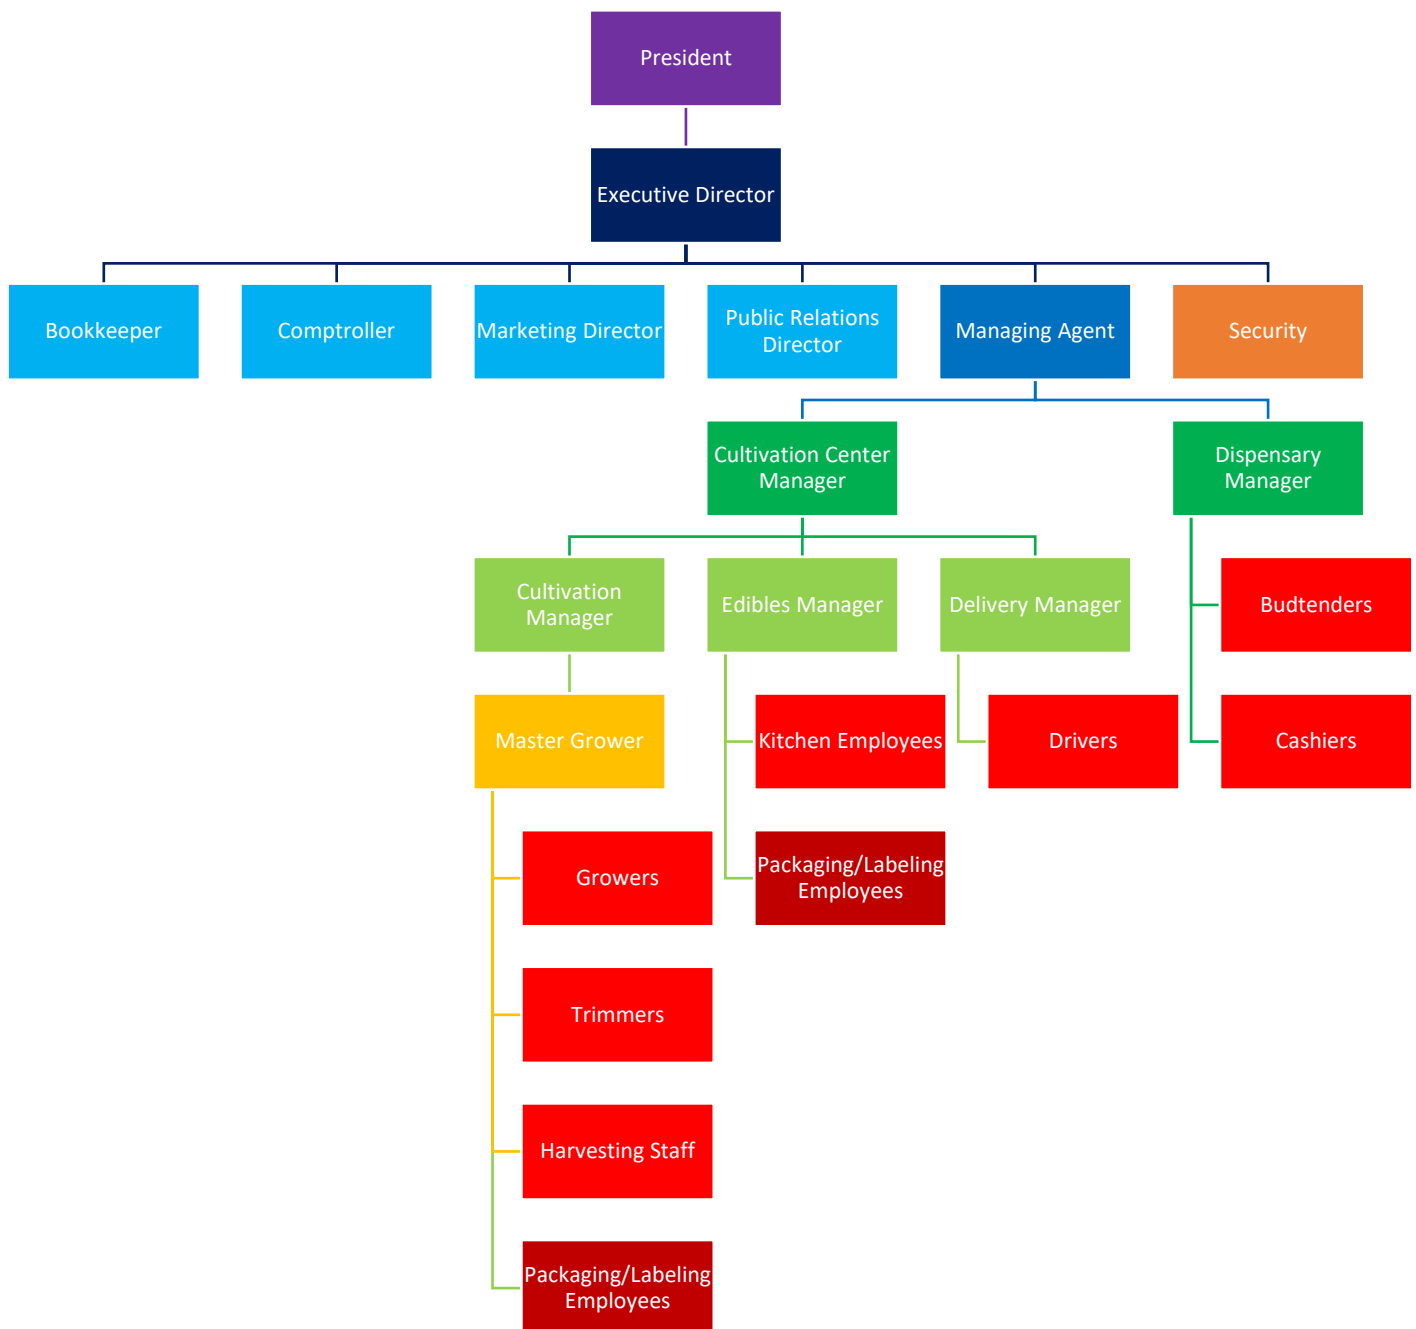 President
Executive Director
Bookkeeper
Comptroller
Marketing Director
Public Relations
Director
Managing Agent
Security
Cultivation Center
Manager
Dispensary
Manager
Cultivation
Manager
Edibles Manager
Delivery Manager
Budtenders
Master Grower
Kitchen Employees
Drivers
Cashiers
Growers
Packaging/Labeling
Employees
Trimmers
Harvesting Staff
Packaging/Labeling
Employees